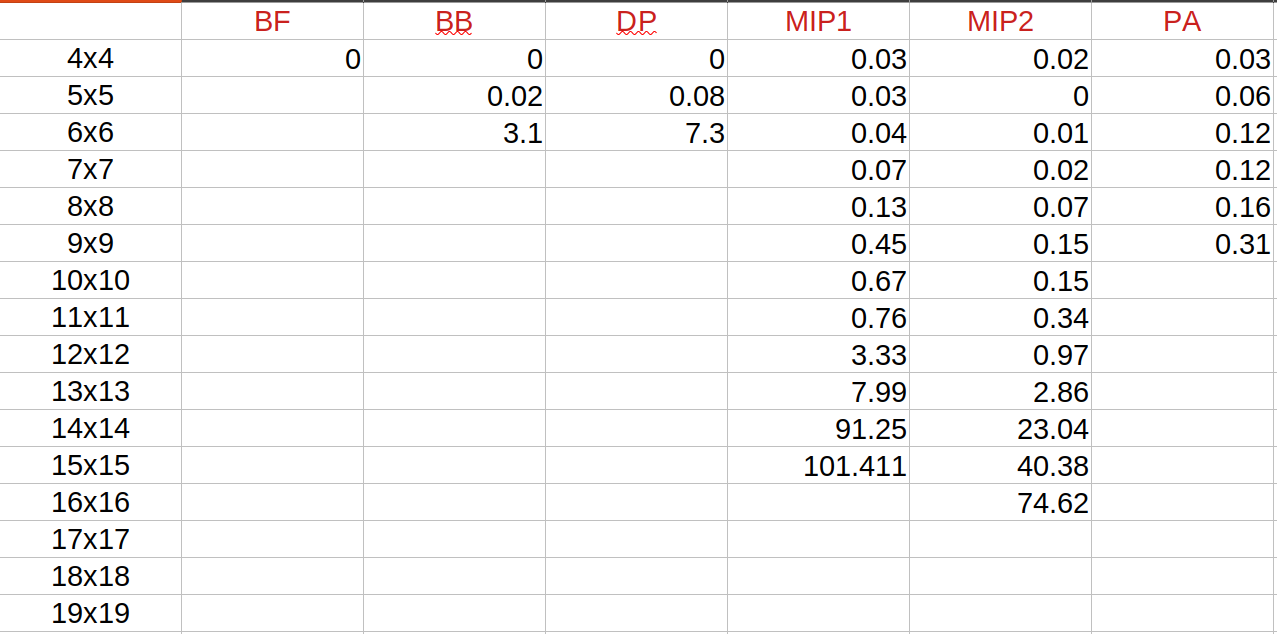 BF BB DP MIP1 MIP2 PA
4x4 0 0 0 0.03 0.02 0.03
5x5 0.02 0.08 0.03 0 0.06
6x6 3.1 7.3 0.04 0.01 0.12
7x7 0.07 0.02 0.12
8x8 0.13 0.07 0.16
9x9 0.45 0.15 0.31
10x10 0.67 0.15
11x11 0.76 0.34
12x12 3.33 0.97
13x13 7.99 2.86
14x14 91.25 23.04
15x15 101.411 40.38
16x16 74.62
17x17
18x18
19x19